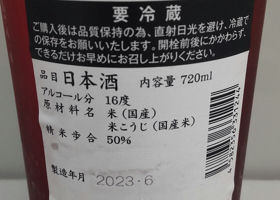 要冷蔵
ご購入後は品質保持の為、直射日光を避け、冷蔵で
の保存をお願いいたします。開栓前後にかかわらず、
できるだけお早めにお召し上がりください。
品目 日本酒 内容量 720ml
アルコール分 16度
原材料名 米(国産)
米こうじ(国産米)
精米歩合 50%
製造年月 2023・6